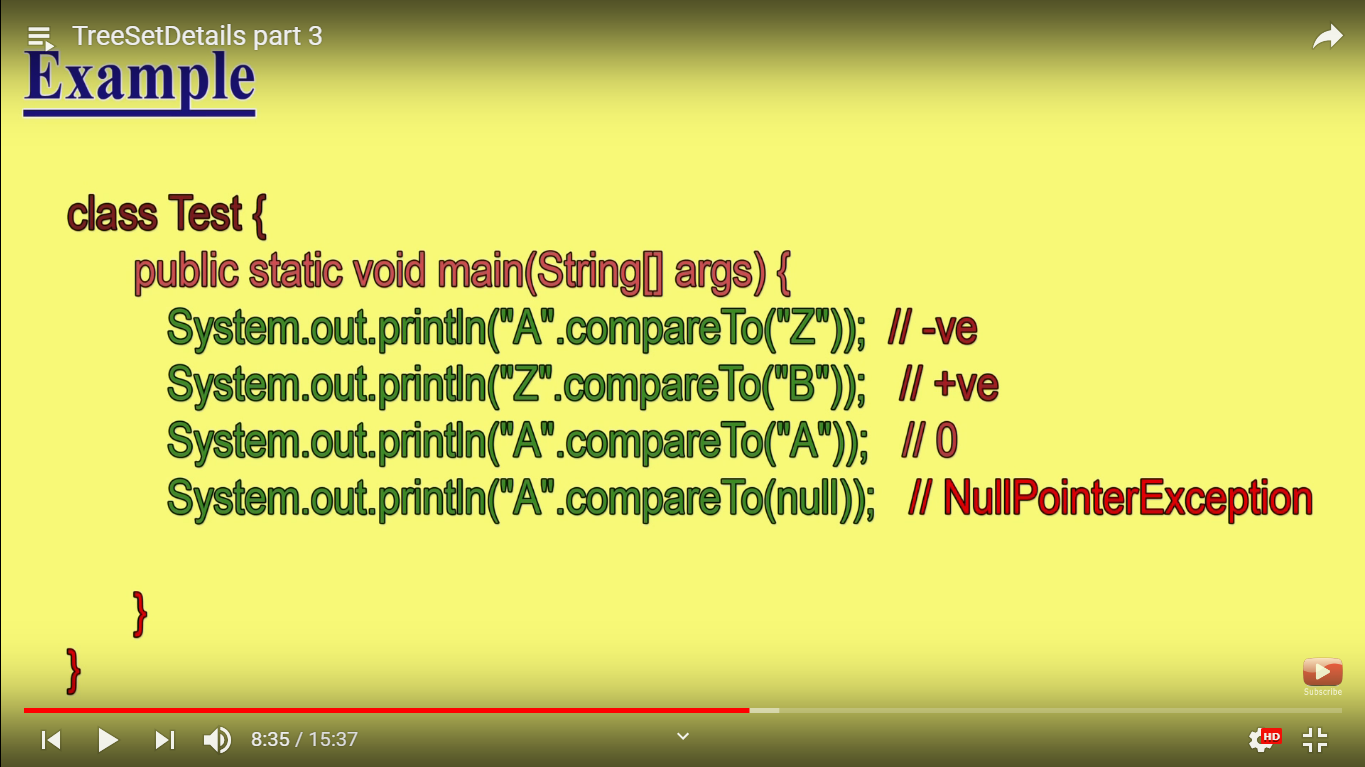 TreeSetDetails part 3
Example
class Test {
public static void main(String[] args) {
System.out.println("A".compareTo("Z"));  // -ve
System.out.println("Z".compareTo("B"));   // +ve
System.out.println("A".compareTo("A"));   // 0
System.out.println("A".compareTo(null));   // NullPointerException
}
}
Subscribe
8:35 / 15:37
HD